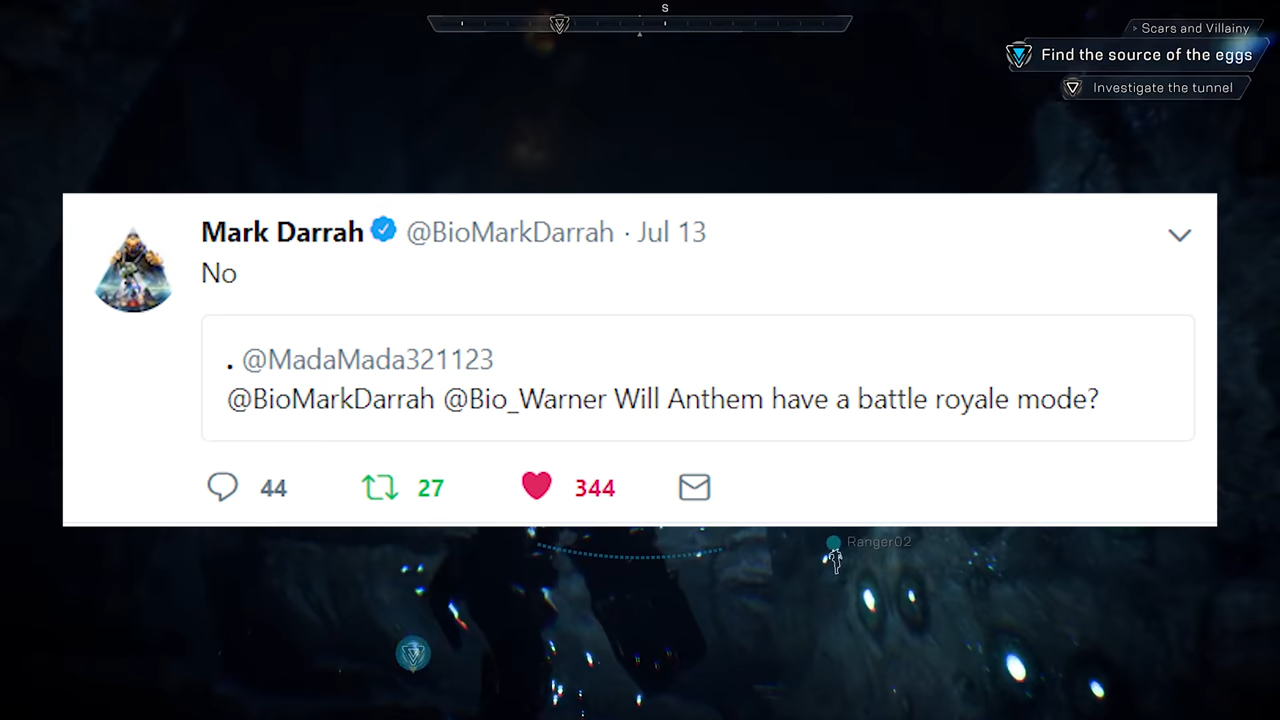 S
> Scars and Villainy
Find the source of the eggs
Investigate the tunnel
Mark Darrah @BioMarkDarrah · Jul 13
No
. @MadaMada321123
@BioMarkDarrah @Bio_Warner Will Anthem have a battle royale mode?
44 27 344
Ranger02